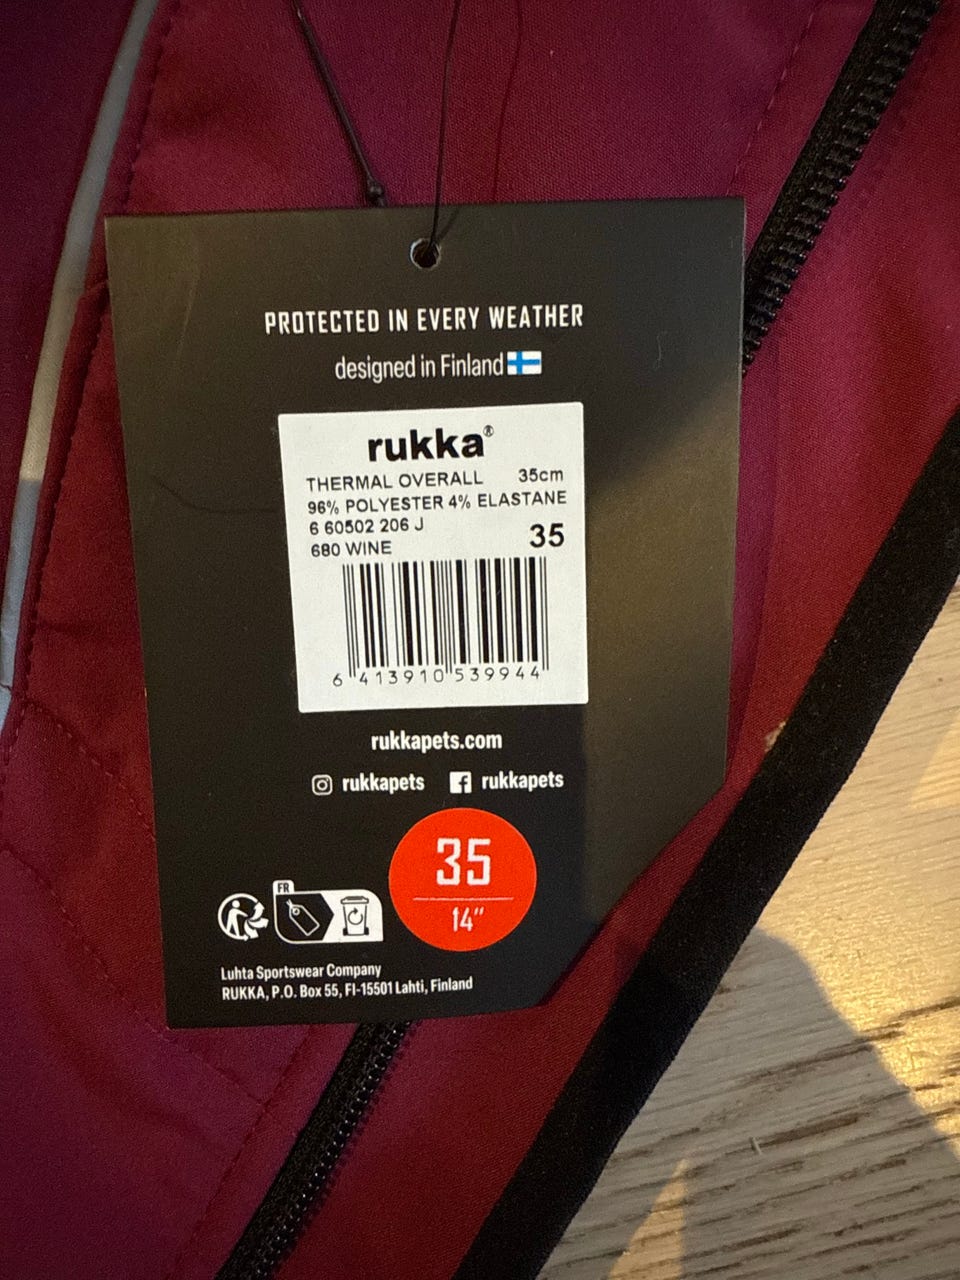 PROTECTED IN EVERY WEATHER
designed in Finland
rukka®
THERMAL OVERALL 35cm
96% POLYESTER 4% ELASTANE
6 60502 206 J
680 WINE 35
6 413910 539944
rukkapets.com
rukkapets rukkapets
35
14"
FR
Luhta Sportswear Company
RUKKA, P.O. Box 55, FI-15501 Lahti, Finland